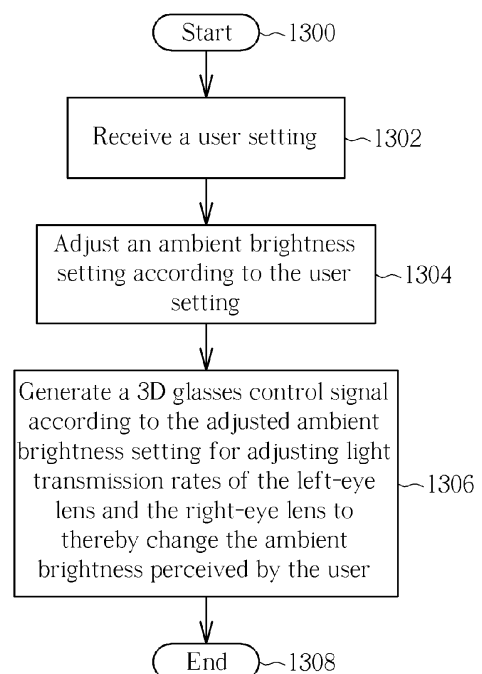 Start 1300
Receive a user setting 1302
Adjust an ambient brightness
setting according to the user
setting
1304
Generate a 3D glasses control signal
according to the adjusted ambient
brightness setting for adjusting light
transmission rates of the left-eye
lens and the right-eye lens to
thereby change the ambient
brightness perceived by the user
1306
End 1308